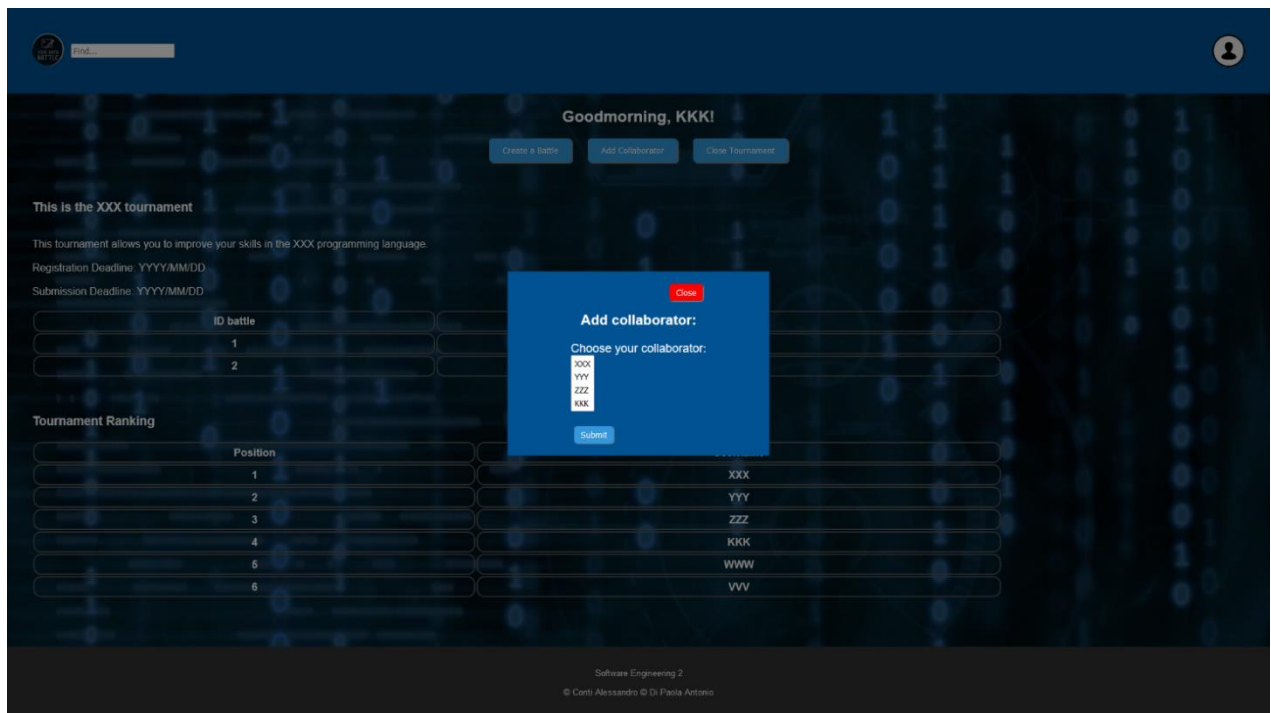 BATTLE
Find...
Goodmorning, KKK!
Create a Battle Add Collaborator Close Tournament
This is the XXX tournament
This tournament allows you to improve your skills in the XXX programming language.
Registration Deadline: YYYY/MM/DD
Submission Deadline: YYYY/MM/DD
Close
Add collaborator:
Choose your collaborator:
XXX
YYY
ZZZ
KKK
Submit
ID battle
1
2
Tournament Ranking
Position
1 XXX
2 YYY
3 ZZZ
4 KKK
5 WWW
6 VVV
Software Engineering 2
© Conti Alessandro © Di Paola Antonio